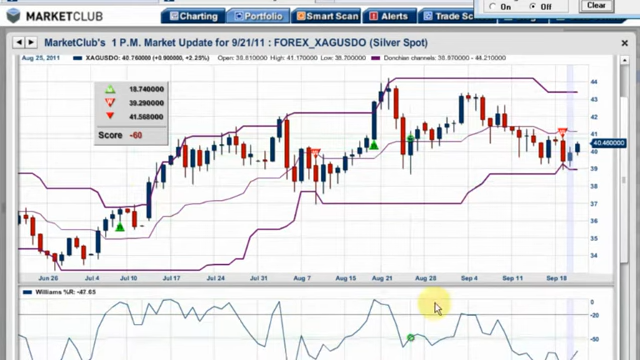 On Off Clear
MARKETCLUB Charting Portfolio Smart Scan Alerts Trade Sc
MarketClub's 1 P.M. Market Update for 9/21/11 : FOREX_XAGUSDO (Silver Spot)
Aug 25, 2011 XAGUSDO: 40.760000 +0.900000 +2.25% Open: 39.810000 High: 41.170000 Low: 38.700000 Donchian channels: 38.970000 - 44.210000
18.740000
39.290000
41.568000
Score -60
44
43
42
41
40.460000
40
39
38
37
36
35
34
Jun 26 Jul 4 Jul 10 Jul 17 Jul 24 Jul 31 Aug 7 Aug 15 Aug 21 Aug 28 Sep 4 Sep 11 Sep 18
Williams %R: -47.65
0
-20
-50